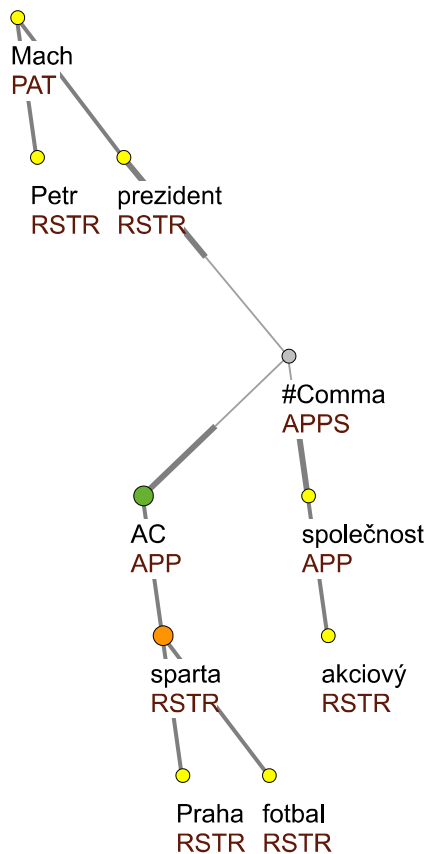 Mach
PAT
Petr prezident
RSTR RSTR
#Comma
APPS
AC společnost
APP APP
sparta akciový
RSTR RSTR
Praha fotbal
RSTR RSTR